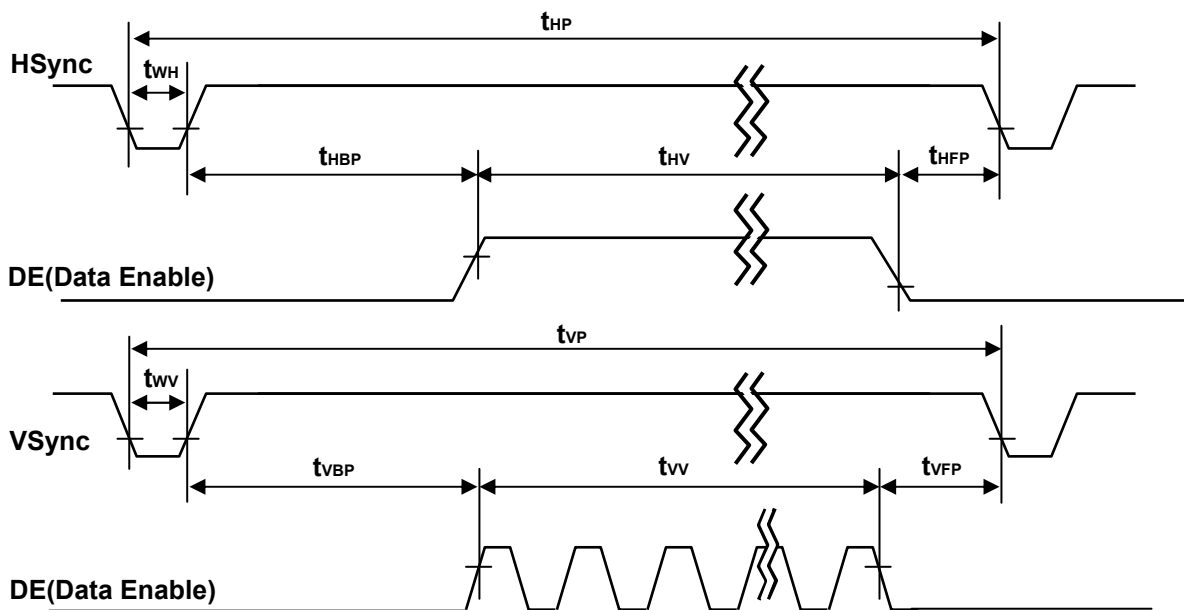 tHP
HSync
tWH
tHBP tHV tHFP
DE(Data Enable)
tVP
tWV
VSync
tVBP tVV tVFP
DE(Data Enable)